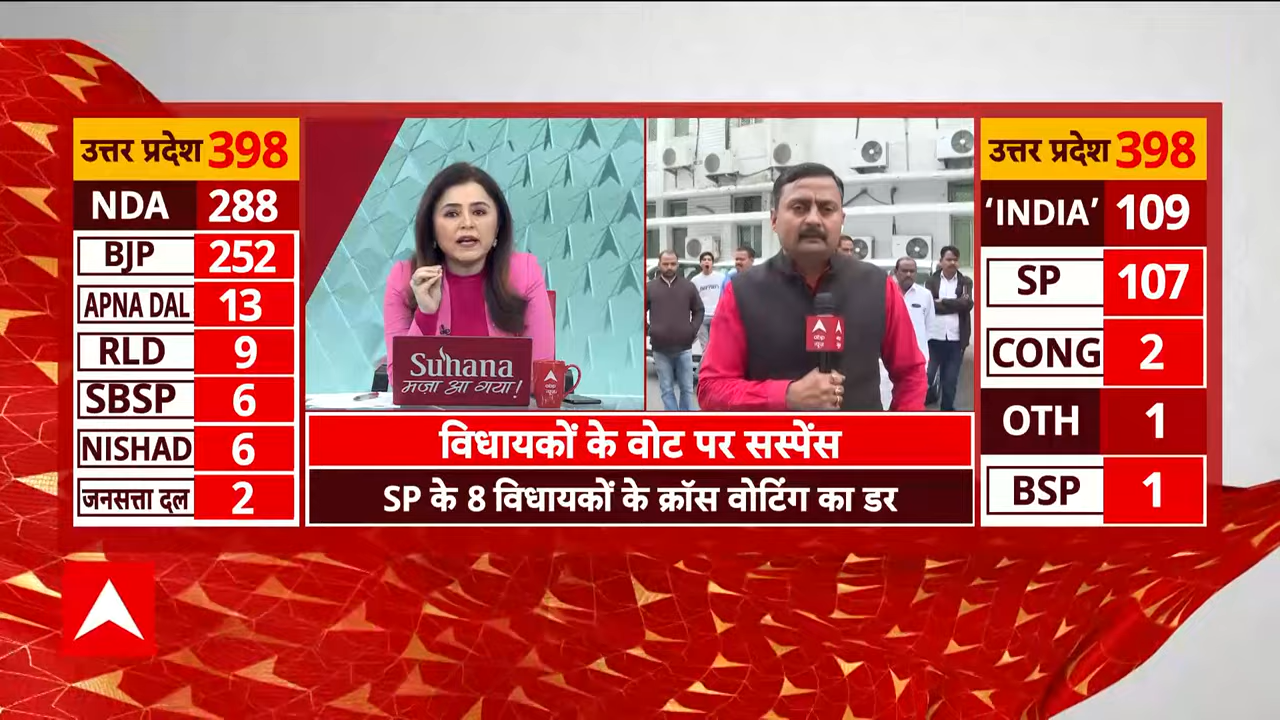 उत्तर प्रदेश 398
NDA 288
BJP 252
APNA DAL 13
RLD 9
SBSP 6
NISHAD 6
जनसत्ता दल 2
Suhana
मज़ा आ गया!
विधायकों के वोट पर सस्पेंस
SP के 8 विधायकों के क्रॉस वोटिंग का डर
उत्तर प्रदेश 398
‘INDIA’ 109
SP 107
CONG 2
OTH 1
BSP 1